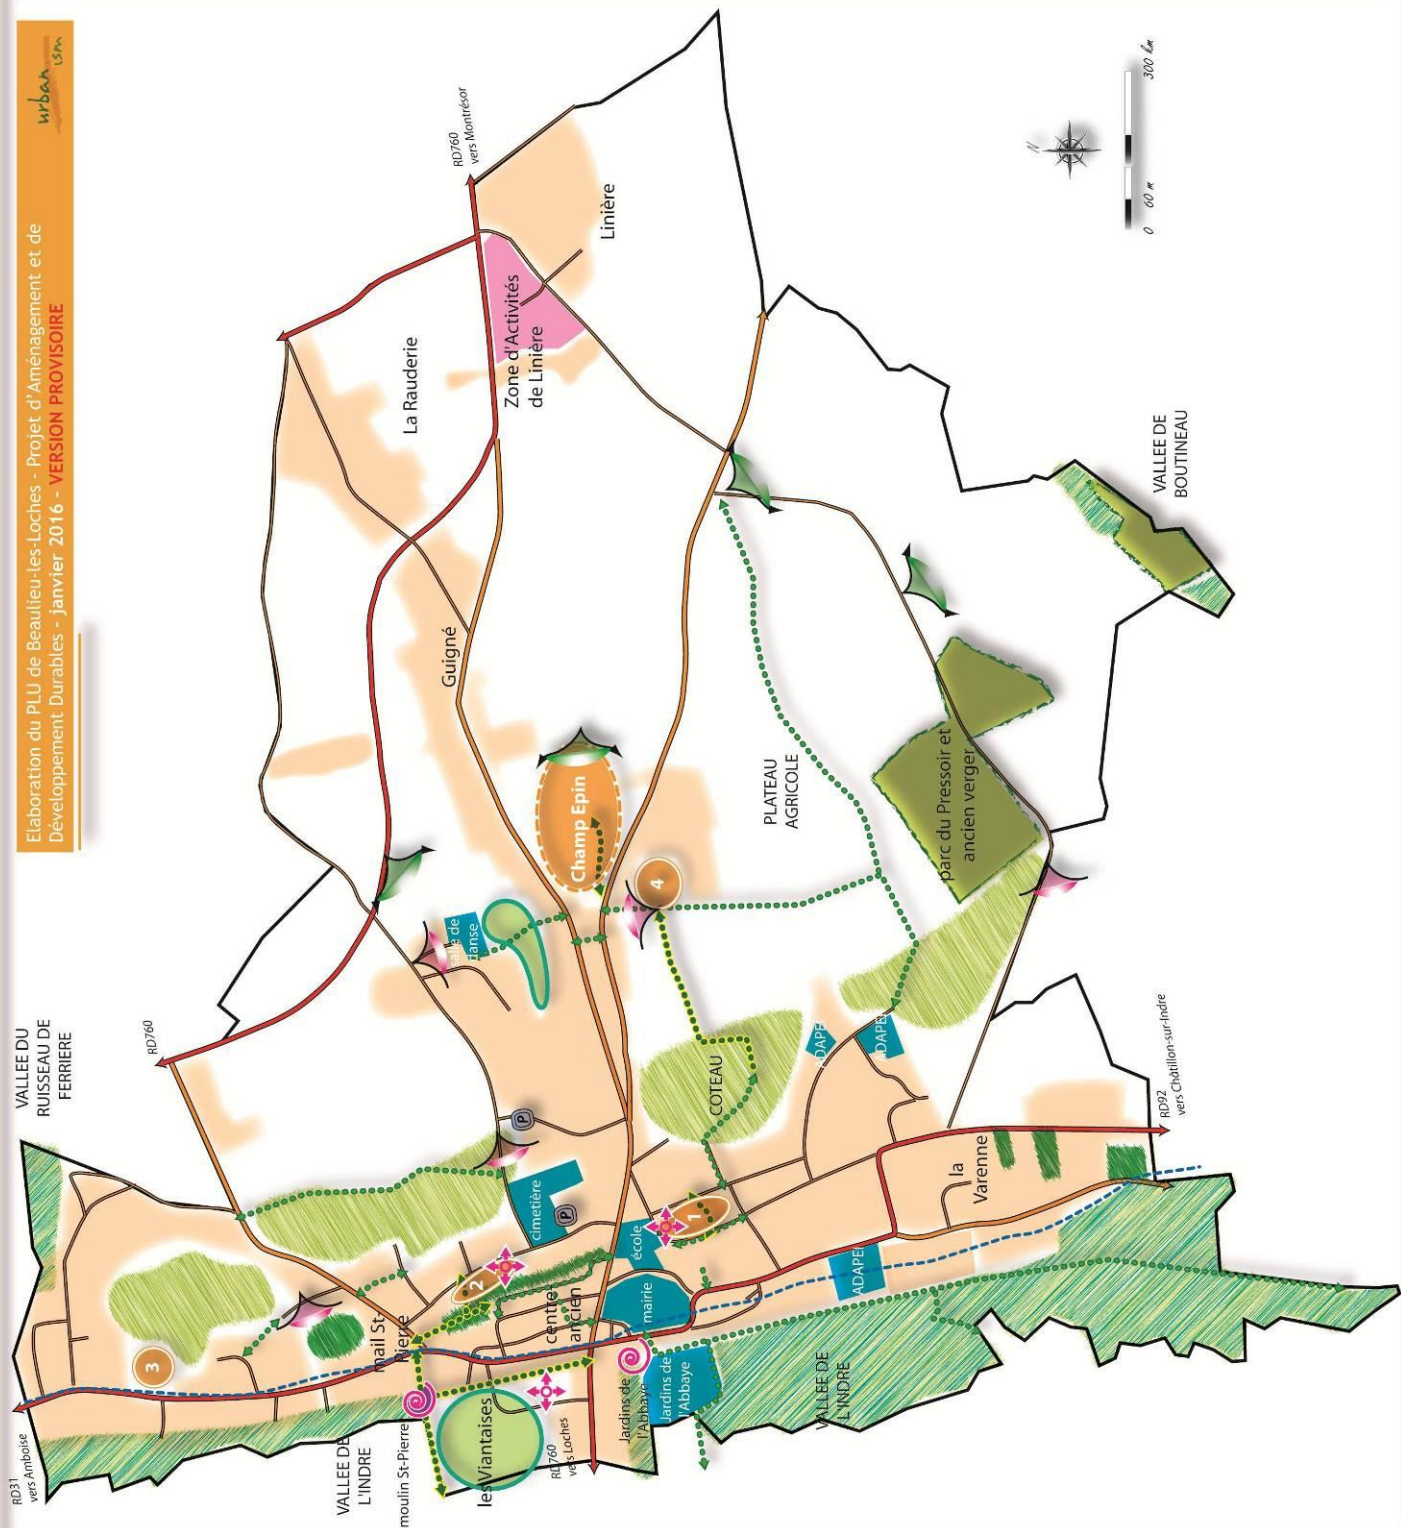 Elaboration du PLU de Beaulieu-les-Loches - Projet d'Aménagement et de
Développement Durables - janvier 2016 - VERSION PROVISOIRE
urban
ism
VALLEE DU
RUISSEAU DE
FERRIERE
RD760
RD760
vers Montrésor
La Rauderie
Linière
Zone d'Activités
de Linière
Guigné
Champ Epin
4
salle de
danse
PLATEAU
AGRICOLE
parc du Pressoir et
ancien verger
VALLEE DE
BOUTINEAU
N
0
60 m
300 km
RD31
vers Amboise
3
mail St-
Pierre
2
P
cimetière
P
école
1
centre
ancien
mairie
COTEAU
ADAPEI
ADAPEI
ADAPEI
la
Varenne
RD92
vers Châtillon-sur-Indre
VALLEE DE
L'INDRE
moulin St-Pierre
les Viantaises
RD760
vers Loches
Jardins de
l'Abbaye
Jardins de
l'Abbaye
VALLEE DE
L'INDRE